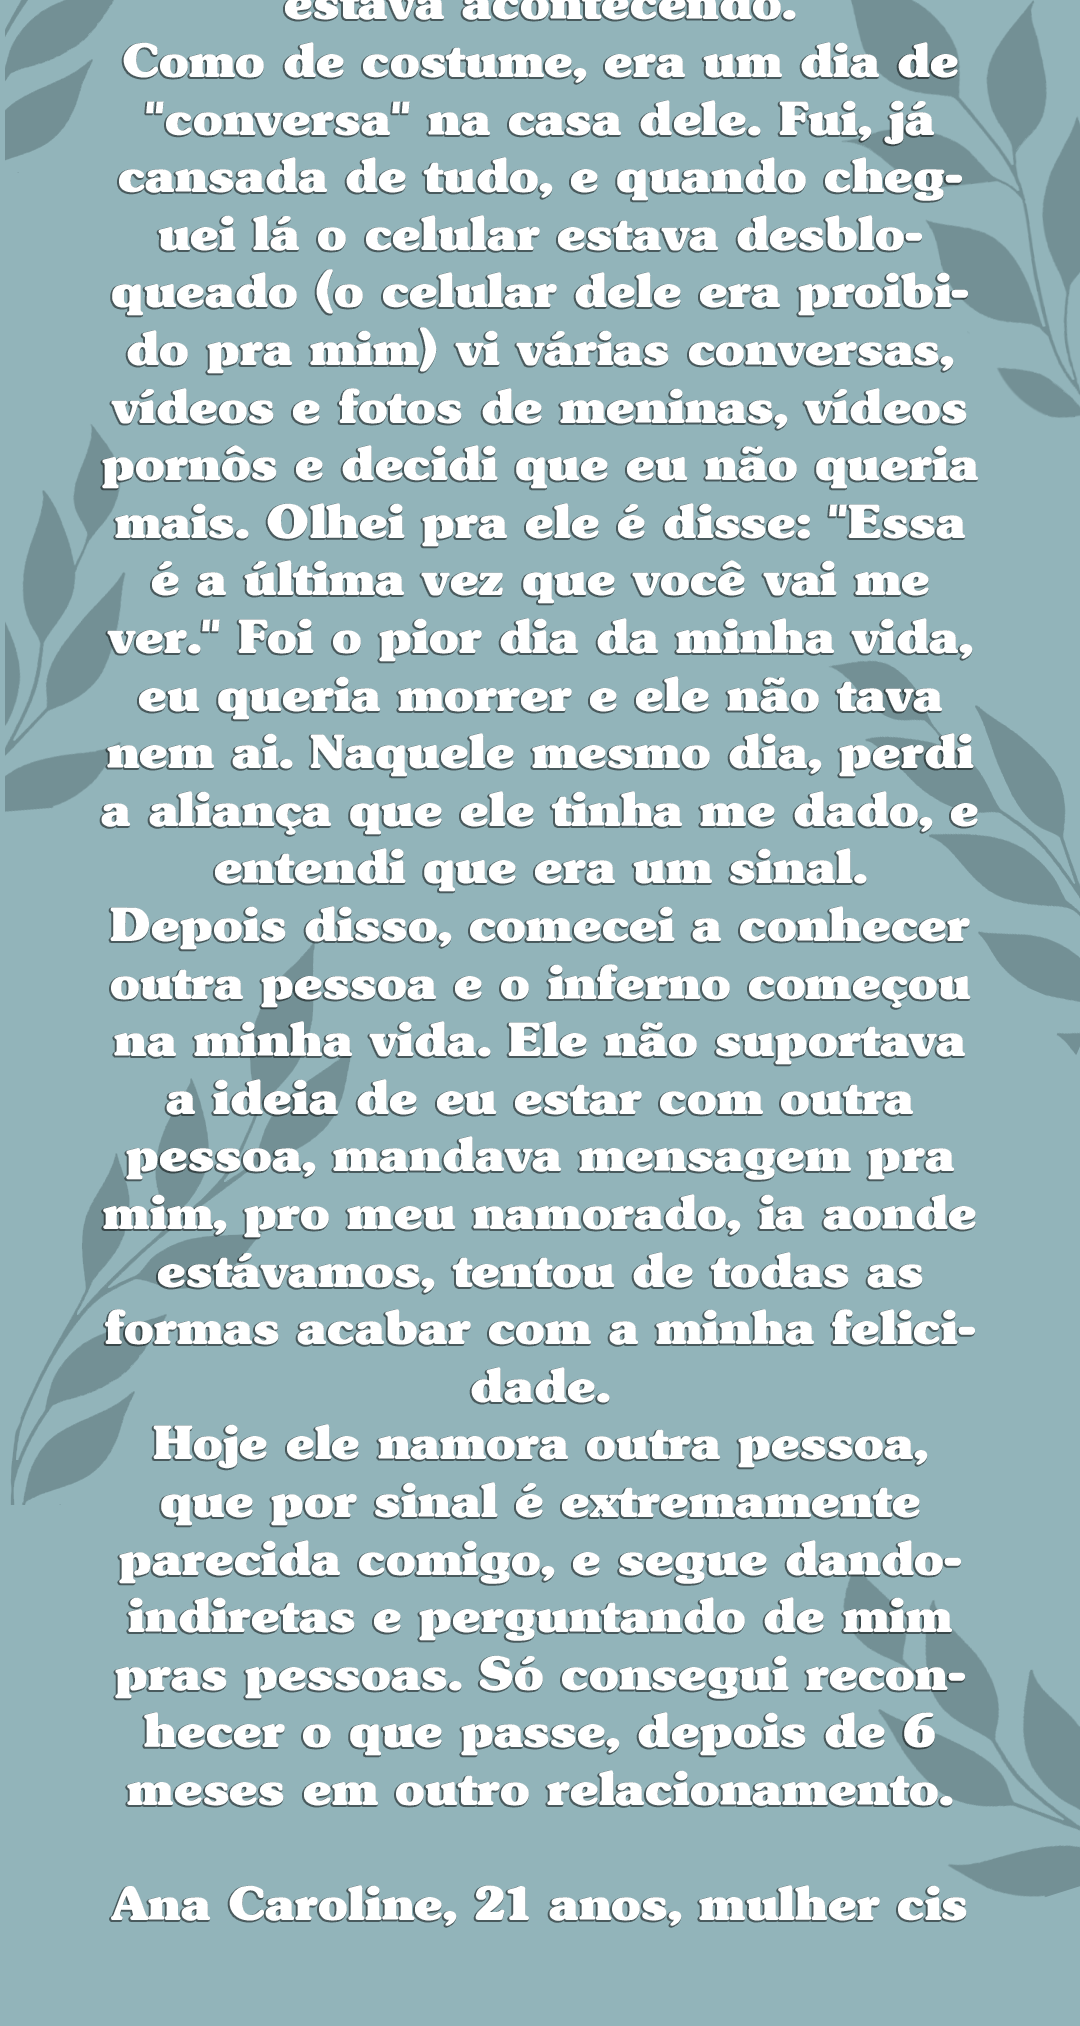 estava acontecendo.
Como de costume, era um dia de
"conversa" na casa dele. Fui, já
cansada de tudo, e quando cheg-
uei lá o celular estava desblo-
queado (o celular dele era proibi-
do pra mim) vi várias conversas,
vídeos e fotos de meninas, vídeos
pornôs e decidi que eu não queria
mais. Olhei pra ele é disse: "Essa
é a última vez que você vai me
ver." Foi o pior dia da minha vida,
eu queria morrer e ele não tava
nem ai. Naquele mesmo dia, perdi
a aliança que ele tinha me dado, e
entendi que era um sinal.
Depois disso, comecei a conhecer
outra pessoa e o inferno começou
na minha vida. Ele não suportava
a ideia de eu estar com outra
pessoa, mandava mensagem pra
mim, pro meu namorado, ia aonde
estávamos, tentou de todas as
formas acabar com a minha felici-
dade.
Hoje ele namora outra pessoa,
que por sinal é extremamente
parecida comigo, e segue dando-
indiretas e perguntando de mim
pras pessoas. Só consegui recon-
hecer o que passe, depois de 6
meses em outro relacionamento.
Ana Caroline, 21 anos, mulher cis